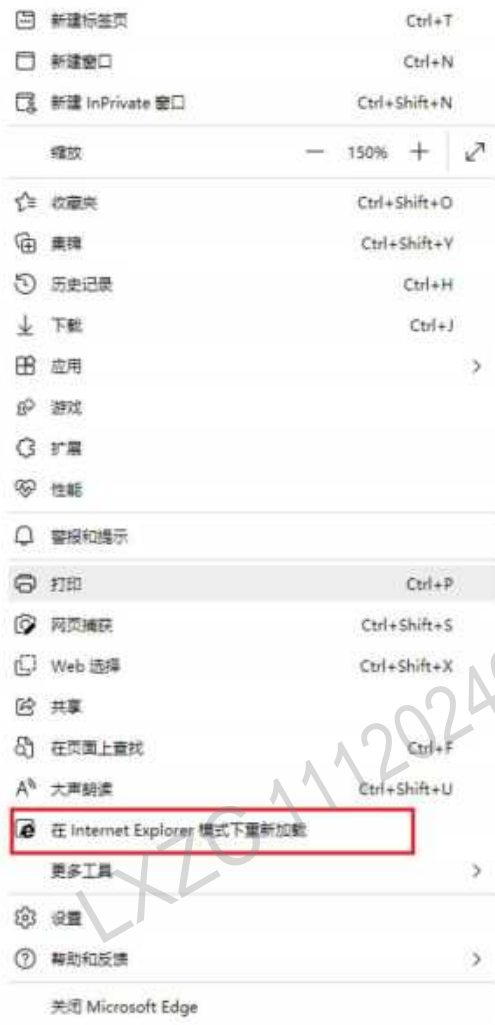 新建标签页 Ctrl+T
新建窗口 Ctrl+N
新建 InPrivate 窗口 Ctrl+Shift+N
缩放 — 150% +
收藏夹 Ctrl+Shift+O
集锦 Ctrl+Shift+Y
历史记录 Ctrl+H
下载 Ctrl+J
应用
游戏
扩展
性能
警报和提示
打印 Ctrl+P
网页捕获 Ctrl+Shift+S
Web 选择 Ctrl+Shift+X
共享
在页面上查找 Ctrl+F
大声朗读 Ctrl+Shift+U
在 Internet Explorer 模式下重新加载
更多工具
设置
帮助和反馈
关闭 Microsoft Edge
LXZC 11120240